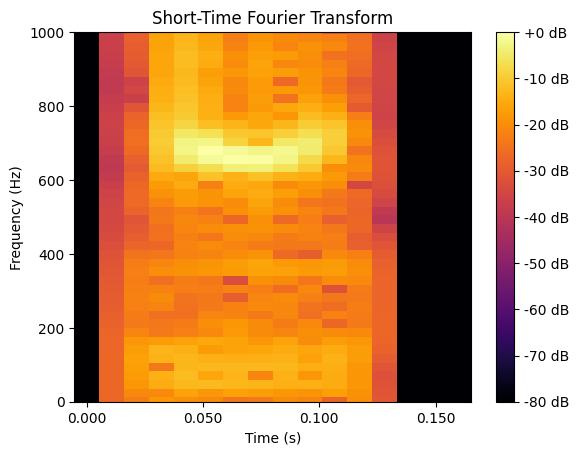 Short-Time Fourier Transform
1000
800
600
400
200
0
Frequency (Hz)
0.000
0.050
0.100
0.150
Time (s)
+0 dB
-10 dB
-20 dB
-30 dB
-40 dB
-50 dB
-60 dB
-70 dB
-80 dB